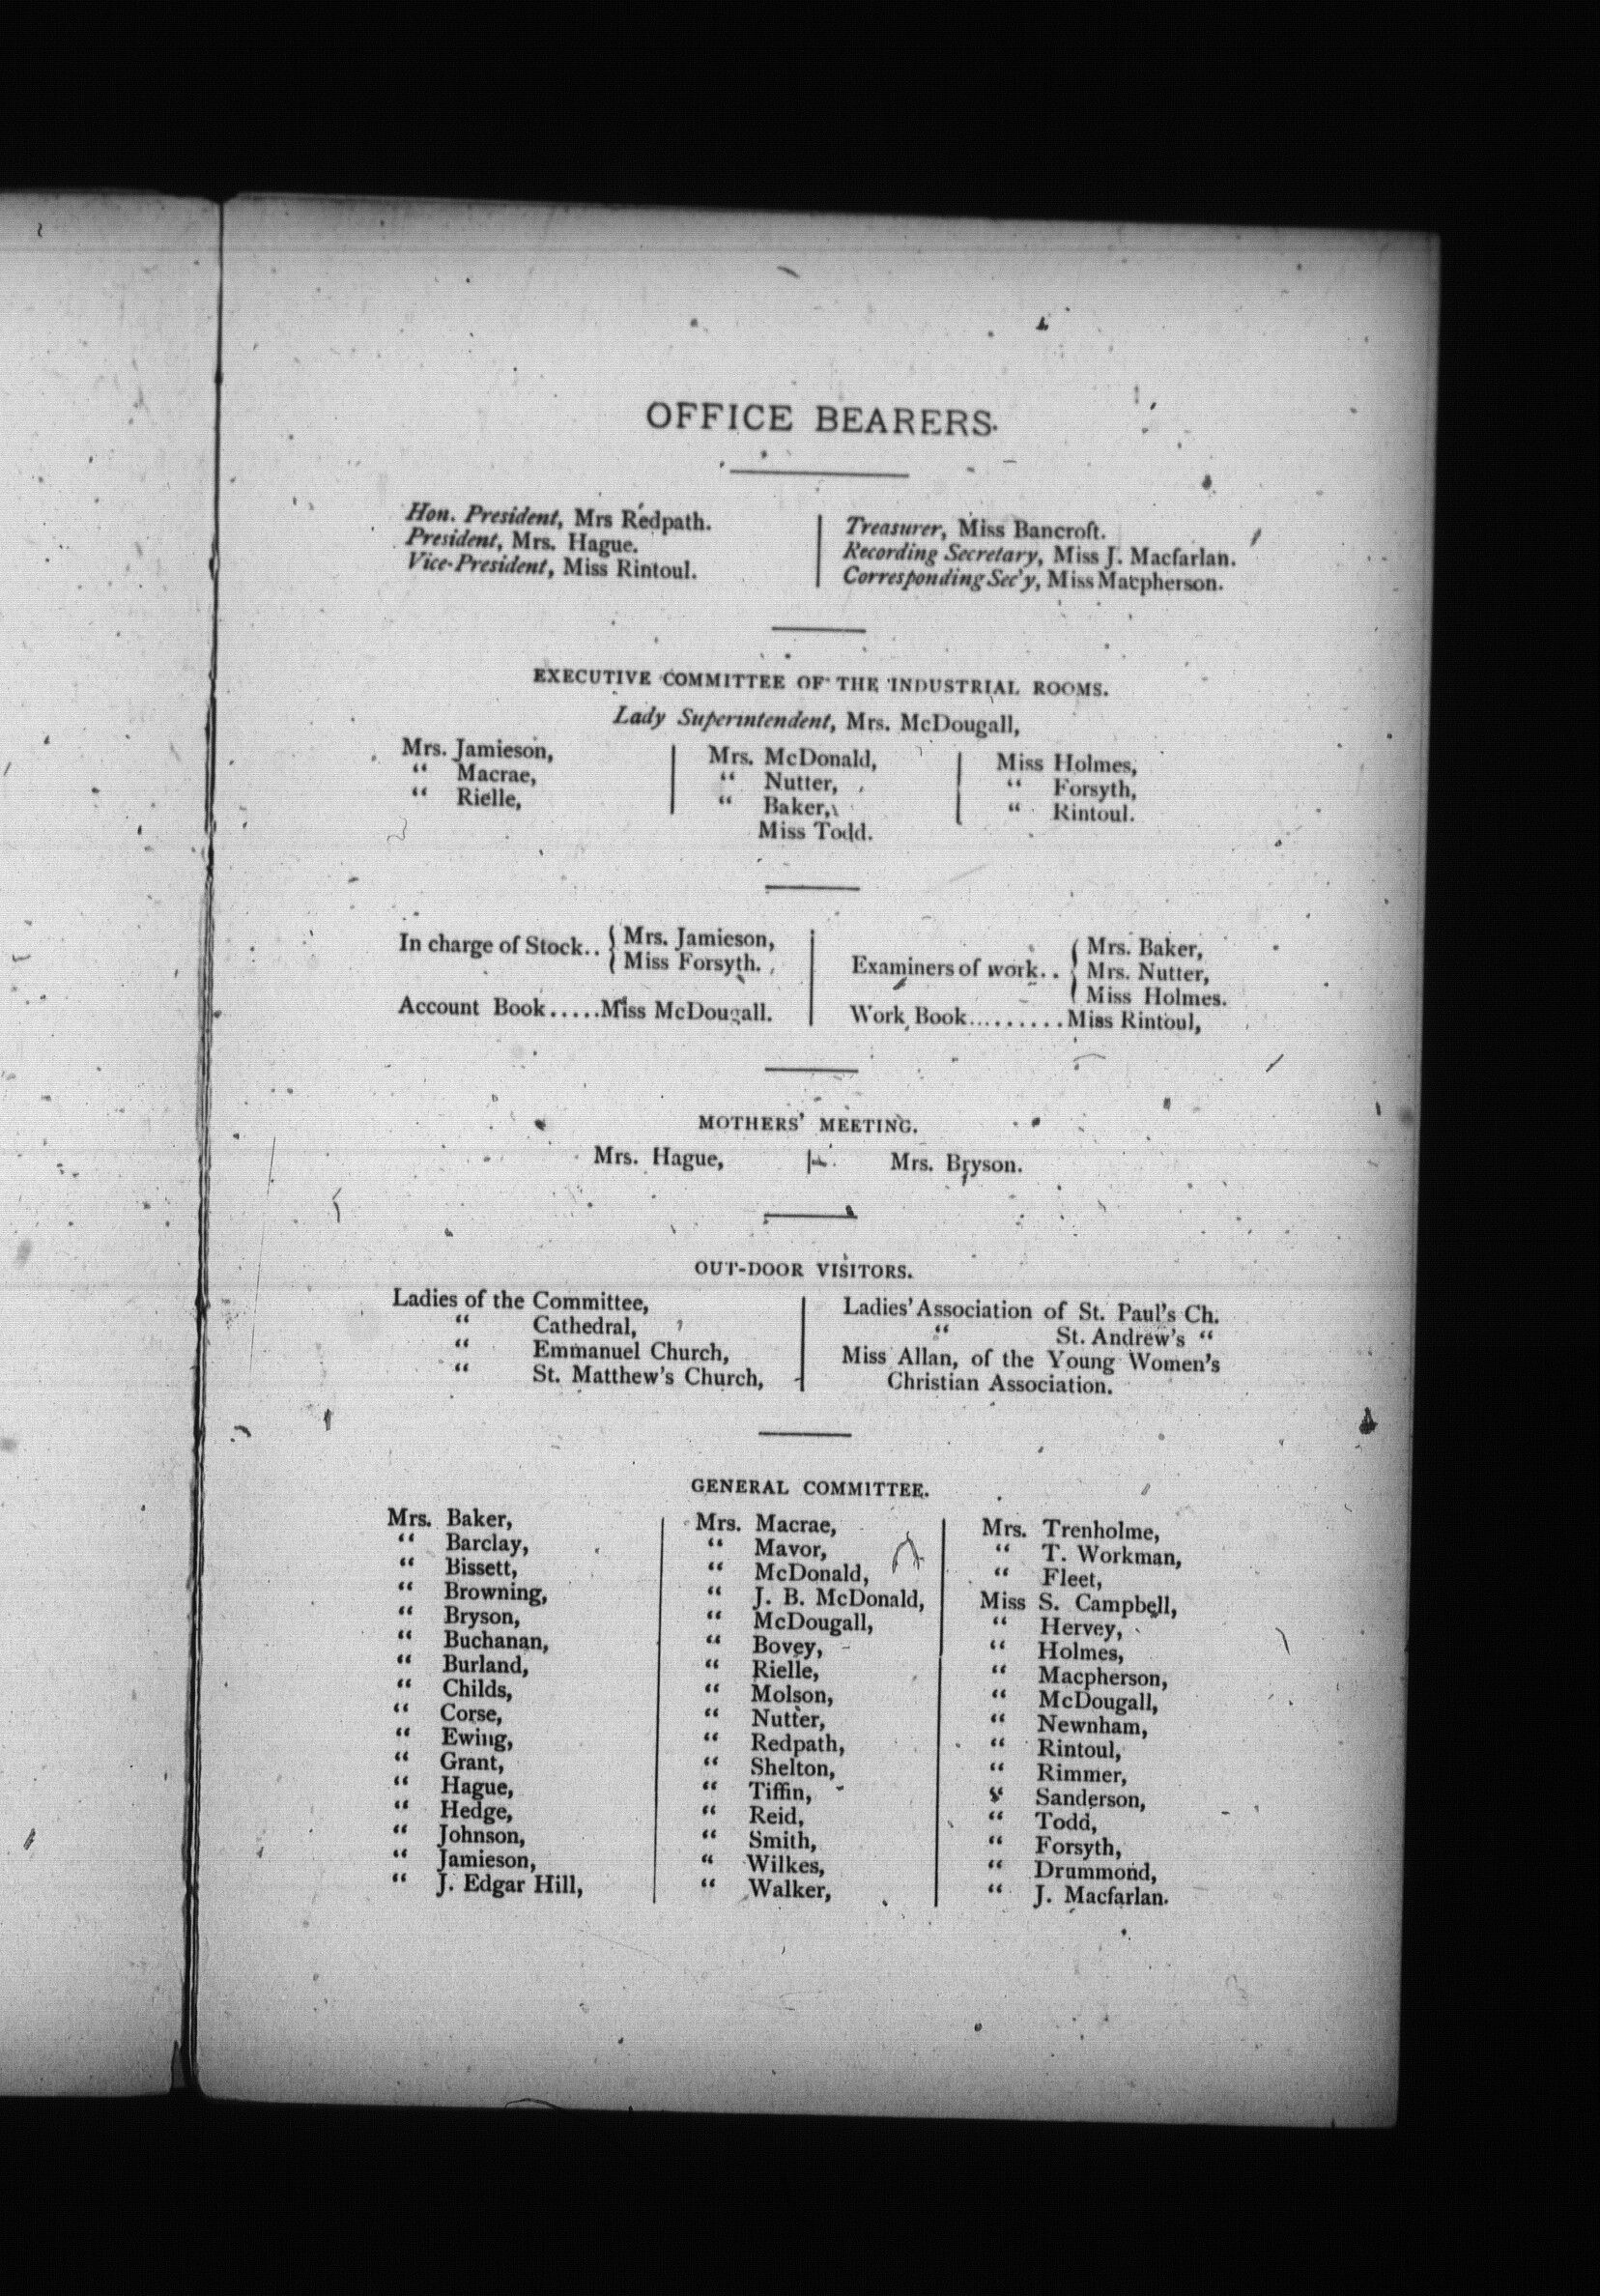 OFFICE BEARERS.
Hon. President, Mrs Redpath.
President, Mrs. Hague.
Vice-President, Miss Rintoul.
Treasurer, Miss Bancroft.
Recording Secretary, Miss J. Macfarlan.
Corresponding Sec'y, Miss Macpherson.
EXECUTIVE COMMITTEE OF THE INDUSTRIAL ROOMS.
Lady Superintendent, Mrs. McDougall,
Mrs. Jamieson,
“ Macrae,
“ Rielle,
Mrs. McDonald,
“ Nutter,
“ Baker,
Miss Todd.
Miss Holmes,
“ Forsyth,
“ Rintoul.
In charge of Stock.. { Mrs. Jamieson,
Miss Forsyth.
Account Book.....Miss McDougall.
Examiners of work.. { Mrs. Baker,
Mrs. Nutter,
Miss Holmes.
Work Book.........Miss Rintoul,
MOTHERS' MEETING.
Mrs. Hague, | Mrs. Bryson.
OUT-DOOR VISITORS.
Ladies of the Committee,
“ Cathedral,
“ Emmanuel Church,
“ St. Matthew's Church,
Ladies' Association of St. Paul's Ch.
“ St. Andrew's “
Miss Allan, of the Young Women's
Christian Association.
GENERAL COMMITTEE.
Mrs. Baker,
“ Barclay,
“ Bissett,
“ Browning,
“ Bryson,
“ Buchanan,
“ Burland,
“ Childs,
“ Corse,
“ Ewing,
“ Grant,
“ Hague,
“ Hedge,
“ Johnson,
“ Jamieson,
“ J. Edgar Hill,
Mrs. Macrae,
“ Mavor,
“ McDonald,
“ J. B. McDonald,
“ McDougall,
“ Bovey,
“ Rielle,
“ Molson,
“ Nutter,
“ Redpath,
“ Shelton,
“ Tiffin,
“ Reid,
“ Smith,
“ Wilkes,
“ Walker,
Mrs. Trenholme,
“ T. Workman,
“ Fleet,
Miss S. Campbell,
“ Hervey,
“ Holmes,
“ Macpherson,
“ McDougall,
“ Newnham,
“ Rintoul,
“ Rimmer,
“ Sanderson,
“ Todd,
“ Forsyth,
“ Drummond,
“ J. Macfarlan.